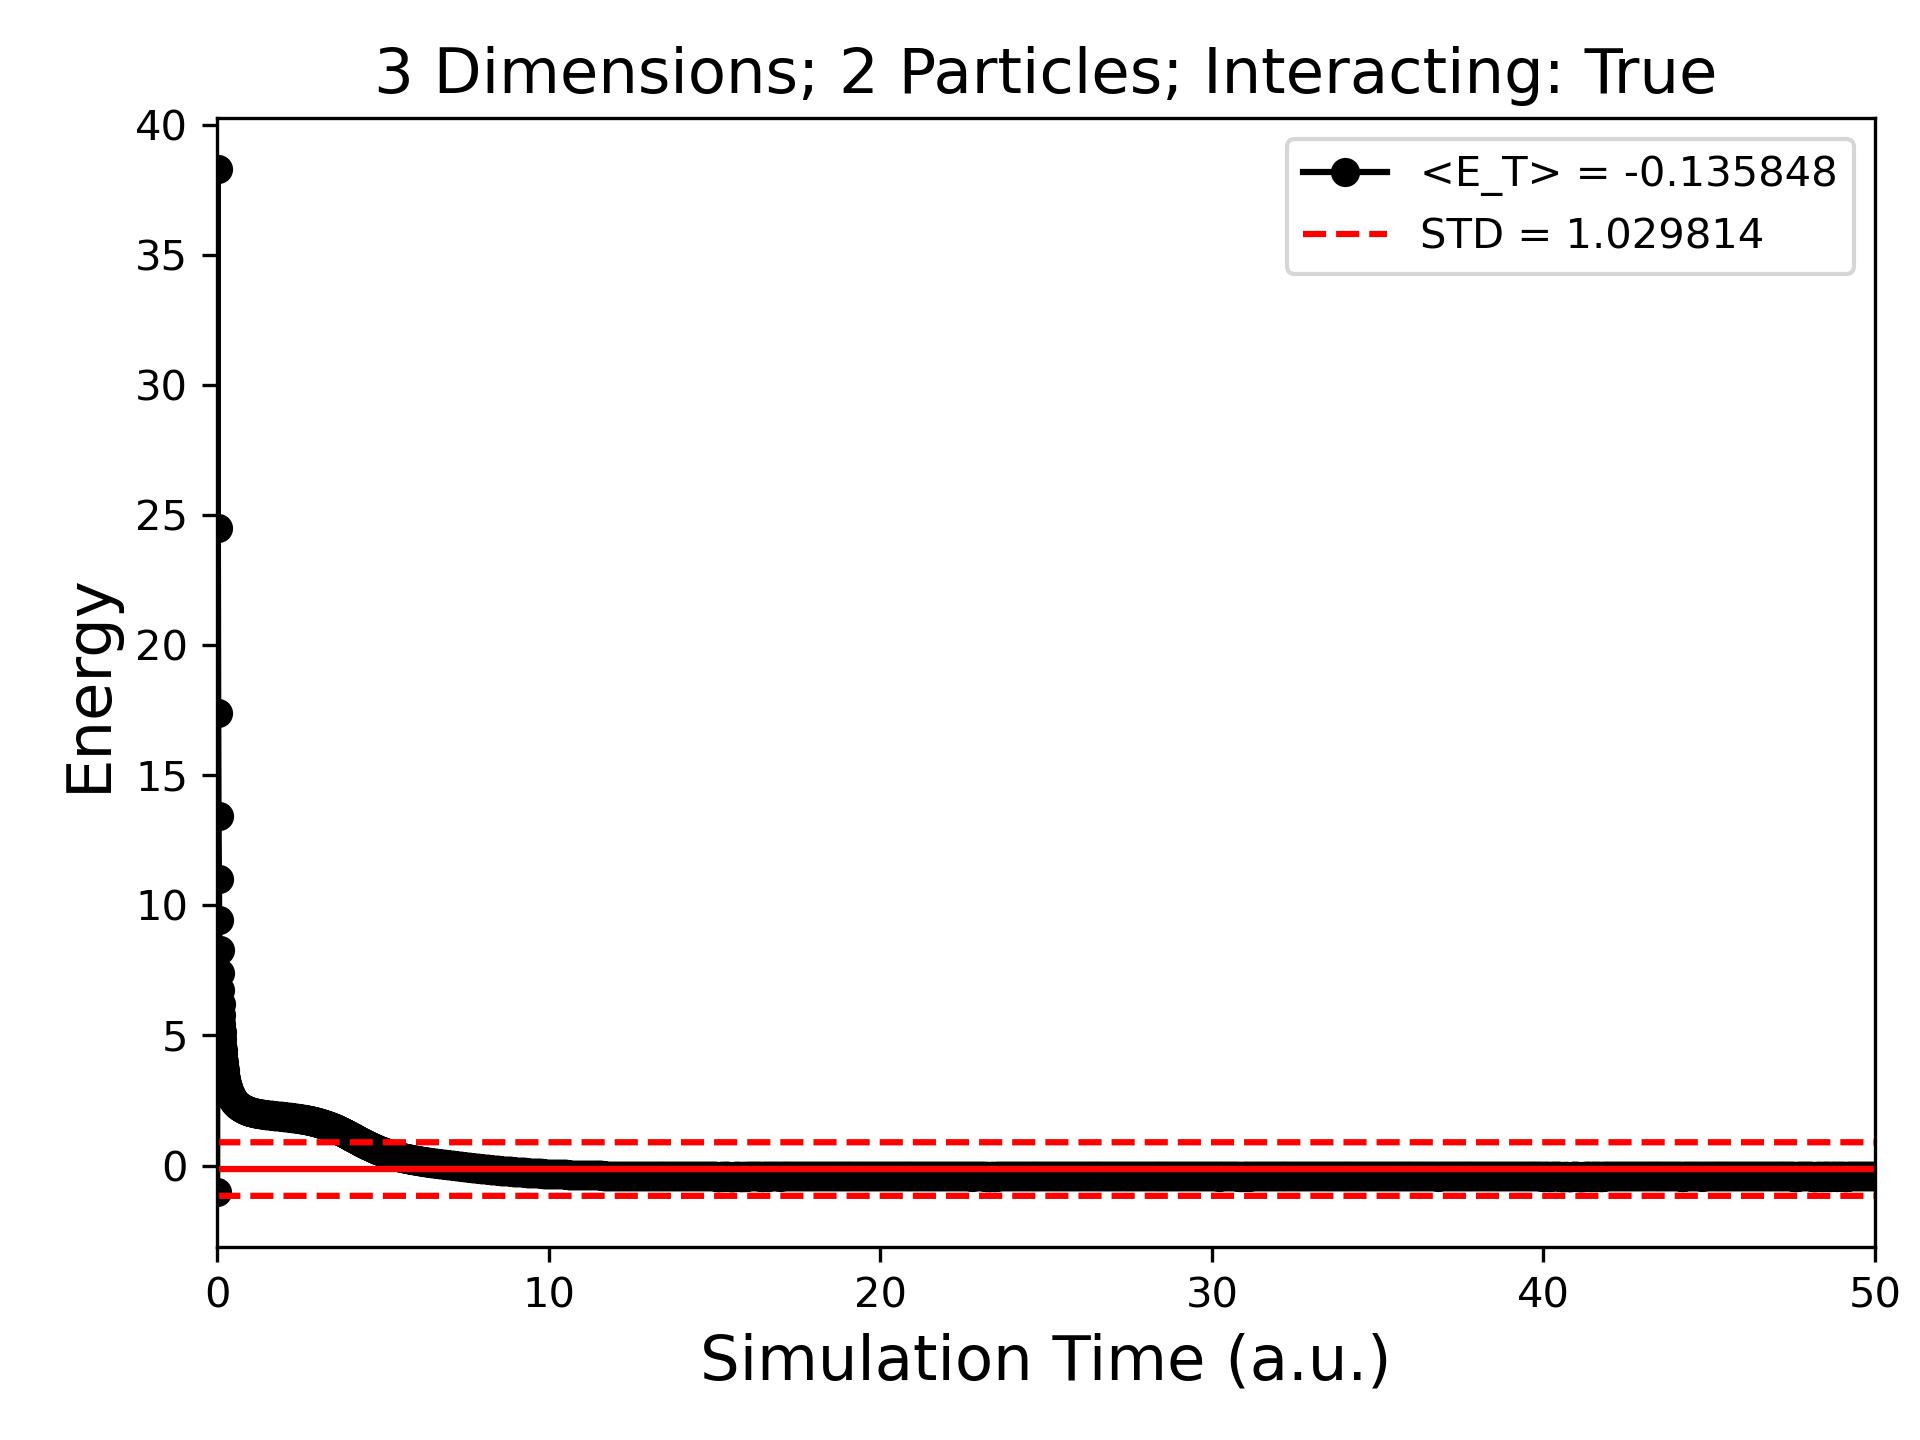 3 Dimensions; 2 Particles; Interacting: True
<E_T> = -0.135848
STD = 1.029814
Energy
40
35
30
25
20
15
10
5
0
0 10 20 30 40 50
Simulation Time (a.u.)